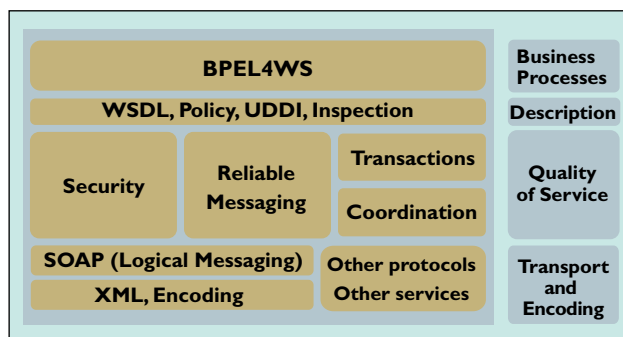 BPEL4WS
Business
Processes
WSDL, Policy, UDDI, Inspection
Description
Security
Reliable
Messaging
Transactions
Coordination
Quality
of Service
SOAP (Logical Messaging)
XML, Encoding
Other protocols
Other services
Transport
and
Encoding